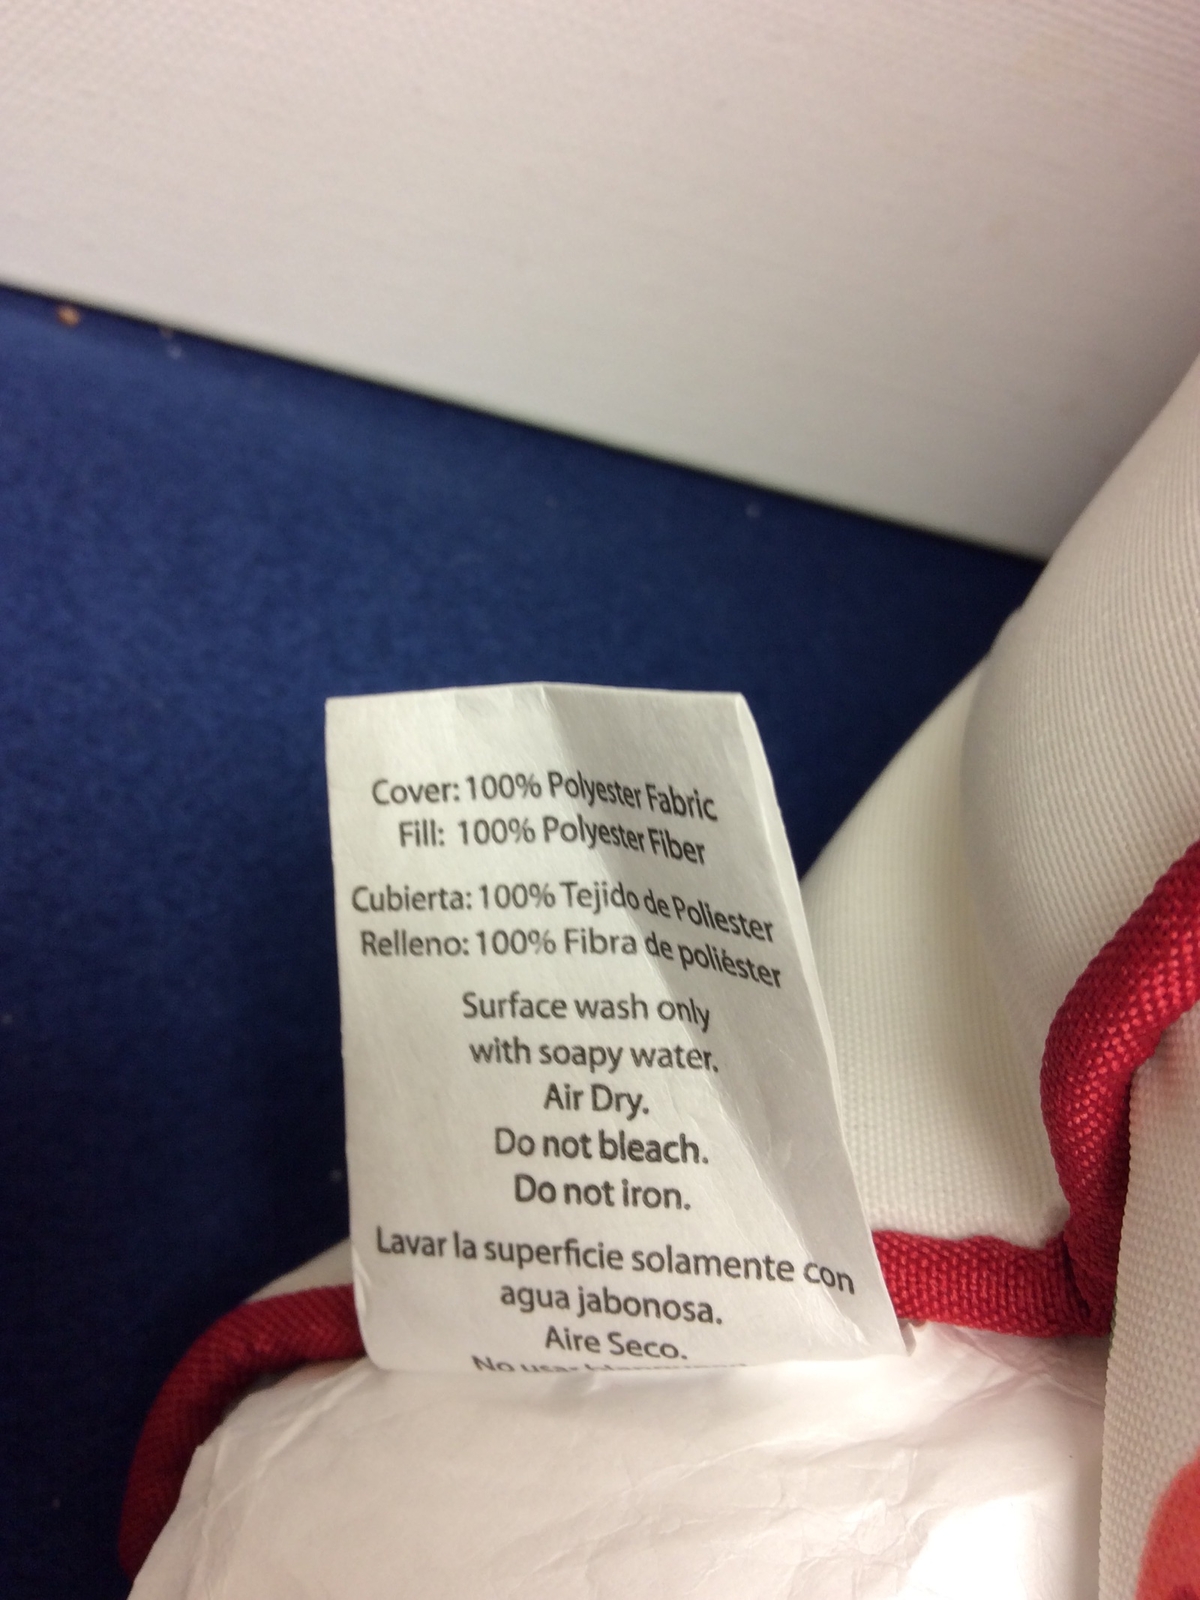 Cover: 100% Polyester Fabric
Fill: 100% Polyester Fiber
Cubierta: 100% Tejido de Poliester
Relleno: 100% Fibra de poliéster
Surface wash only
with soapy water.
Air Dry.
Do not bleach.
Do not iron.
Lavar la superficie solamente con
agua jabonosa.
Aire Seco.
No usar